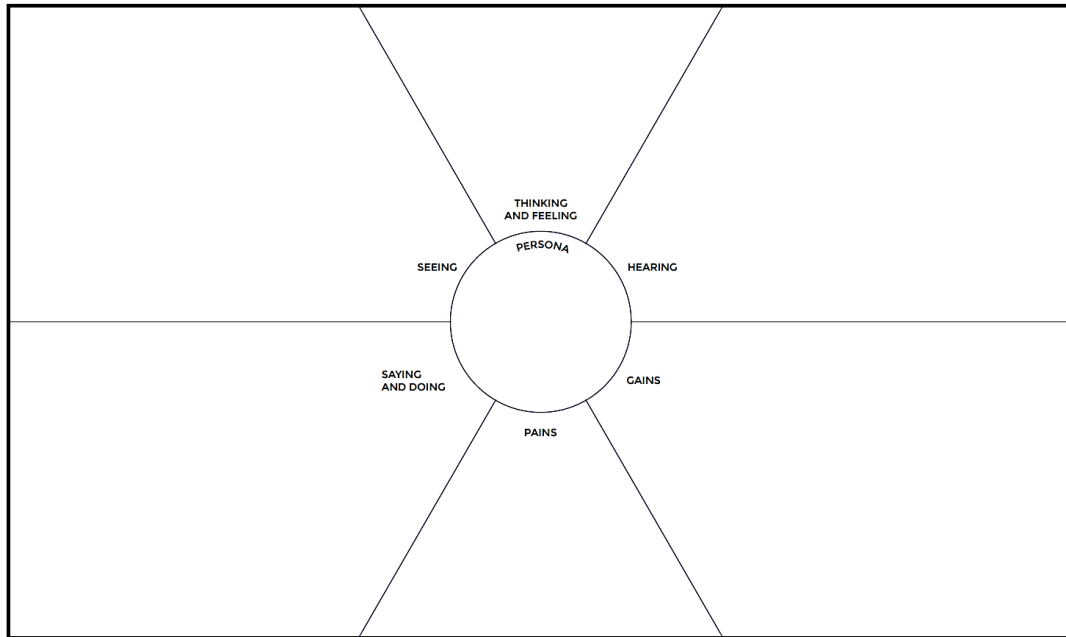 THINKING
AND FEELING
PERSONA
SEEING
HEARING
SAYING
AND DOING
GAINS
PAINS